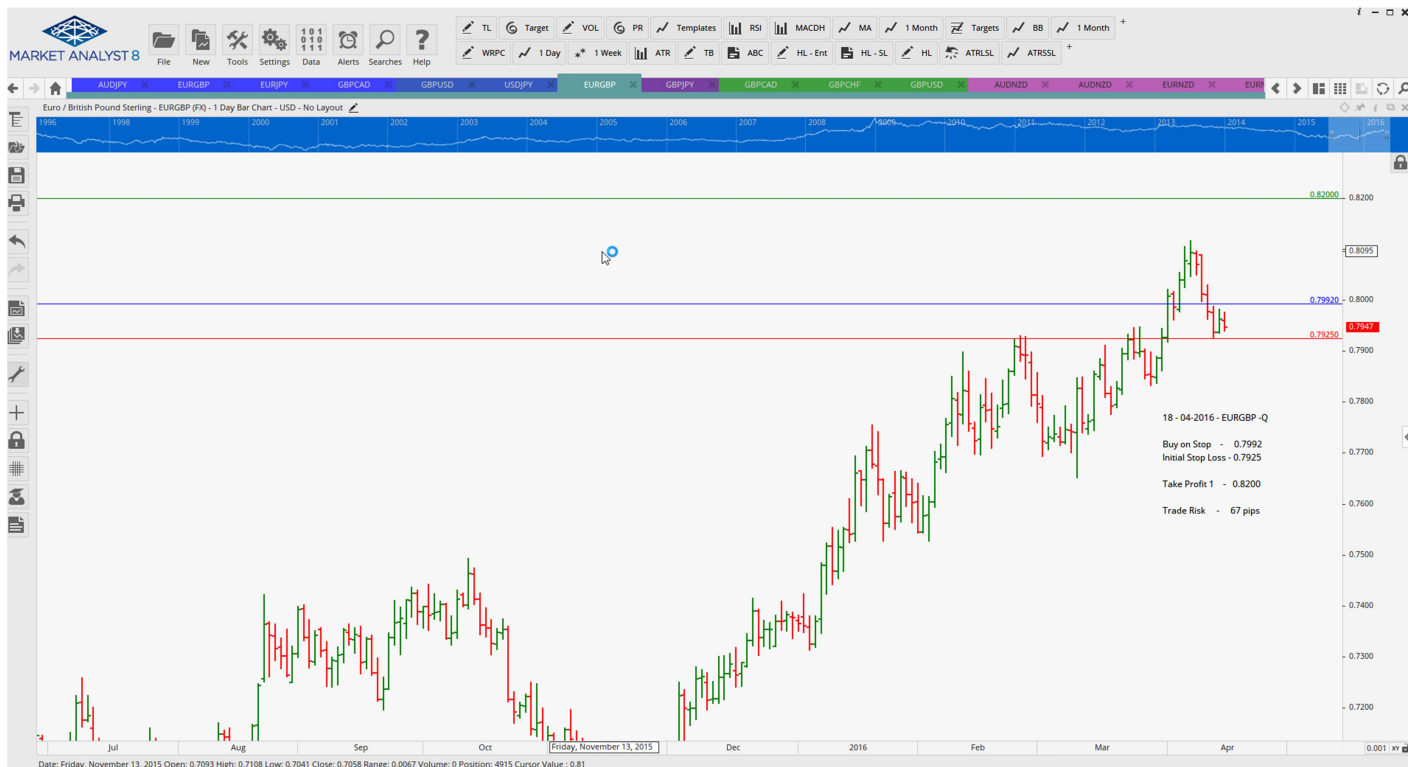 MARKET ANALYST 8
File New Tools Settings Data Alerts Searches Help
TL Target VOL PR Templates RSI MACDH MA 1 Month Targets BB 1 Month +
WRPC 1 Day 1 Week ATR TB ABC HL - Ent HL - SL HL ATRLSL ATRSSL +
AUDJPY EURGBP EURJPY GBPCAD GBPUSD USDJPY EURGBP GBPJPY GBPCAD GBPCHF GBPUSD AUDNZD AUDNZD EURNZD
Euro / British Pound Sterling - EURGBP (FX) - 1 Day Bar Chart - USD - No Layout
1996 1998 1999 2000 2001 2002 2003 2004 2005 2006 2007 2008 2009 2010 2011 2012 2013 2014 2015 2016
0.82000 0.8200
0.8095
0.79920 0.8000
0.7947
0.79250
0.7900
0.7800
18 - 04-2016 - EURGBP -Q
Buy on Stop - 0.7992
0.7700
Initial Stop Loss - 0.7925
Take Profit 1 - 0.8200
0.7600
Trade Risk - 67 pips
0.7500
0.7400
0.7300
0.7200
Jul Aug Sep Oct Friday, November 13, 2015 Dec 2016 Feb Mar Apr 0.001 XY
Date: Friday, November 13, 2015 Open: 0.7093 High: 0.7108 Low: 0.7041 Close: 0.7058 Range: 0.0067 Volume: 0 Position: 4915 Cursor Value : 0.81